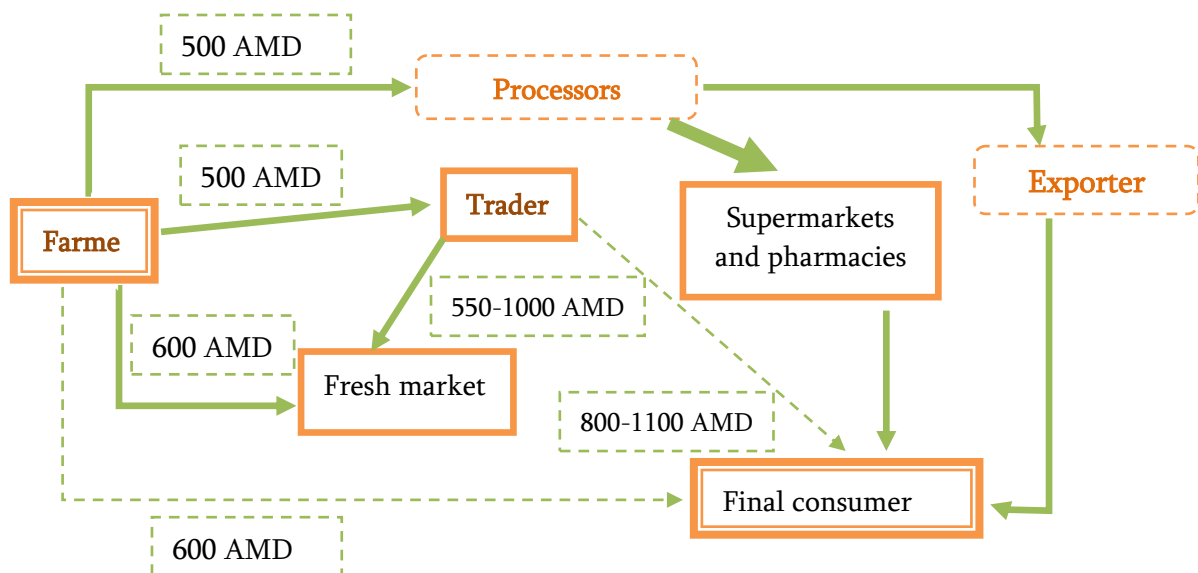 500 AMD
Processors
500 AMD
Exporter
Trader
Farme
Supermarkets
and pharmacies
550-1000 AMD
600 AMD
Fresh market
800-1100 AMD
Final consumer
600 AMD